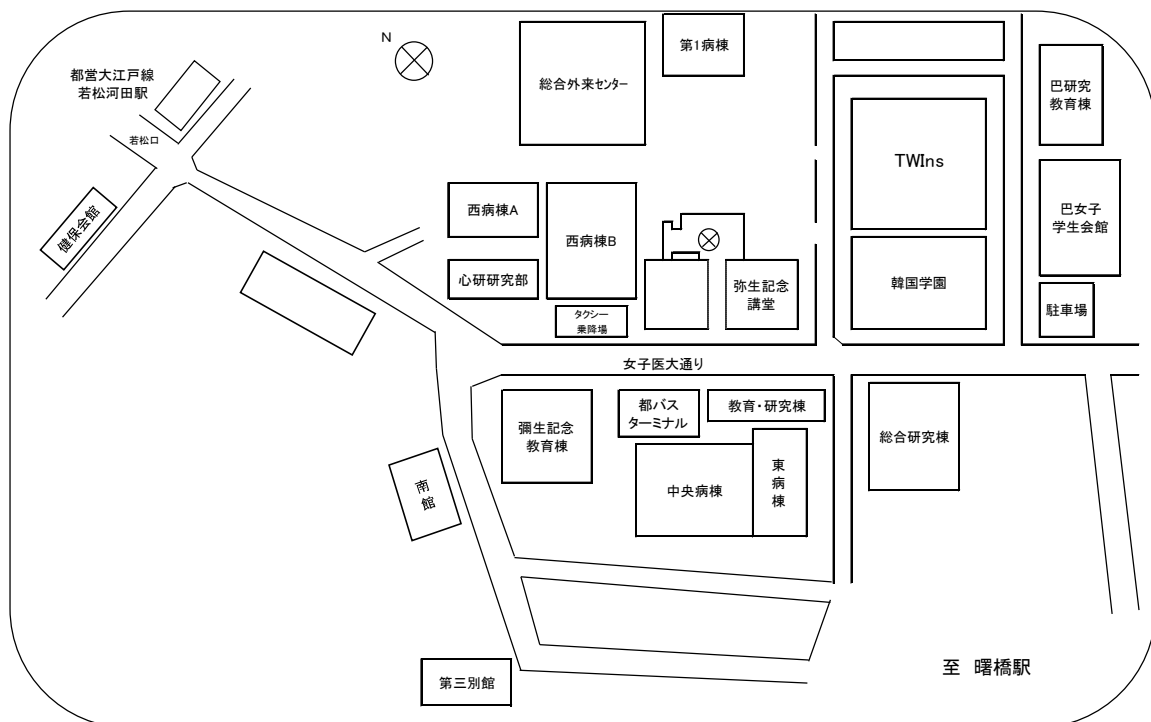 N
都営大江戸線
若松河田駅
若松口
健保会館
総合外来センター
第1病棟
西病棟A
西病棟B
心研研究部
タクシー
乗降場
弥生記念
講堂
TWIns
韓国学園
巴研究
教育棟
巴女子
学生会館
駐車場
女子医大通り
彌生記念
教育棟
都バス
ターミナル
教育・研究棟
中央病棟
東
病
棟
総合研究棟
南
館
第三別館
至 曙橋駅